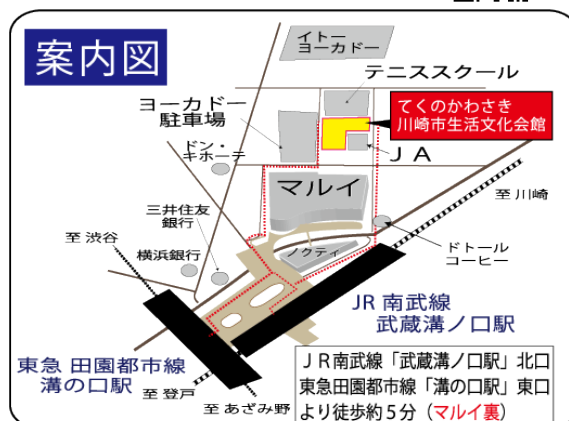 案内図
イトー
ヨーカドー
テニススクール
ヨーカドー
駐車場
てくのかわさき
川崎市生活文化会館
ドン・
キホーテ
ＪＡ
マルイ
至 川崎
三井住友
銀行
至 渋谷
横浜銀行
ノクティ
ドトール
コーヒー
JR 南武線
武蔵溝ノ口駅
東急 田園都市線
溝の口駅
至 登戸
至 あざみ野
ＪＲ南武線「武蔵溝ノ口駅」北口
東急田園都市線「溝の口駅」東口
より徒歩約５分（マルイ裏）